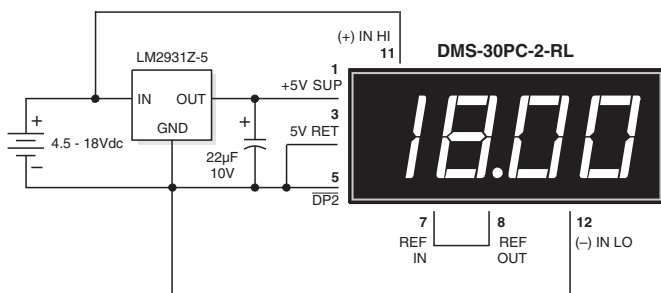 (+) IN HI
11
DMS-30PC-2-RL
LM2931Z-5
1
+5V SUP
IN OUT
3
5V RET
GND
+
4.5 - 18Vdc
–
+
22µF
10V
5
DP2
18.00
7
REF
IN
8
REF
OUT
12
(–) IN LO